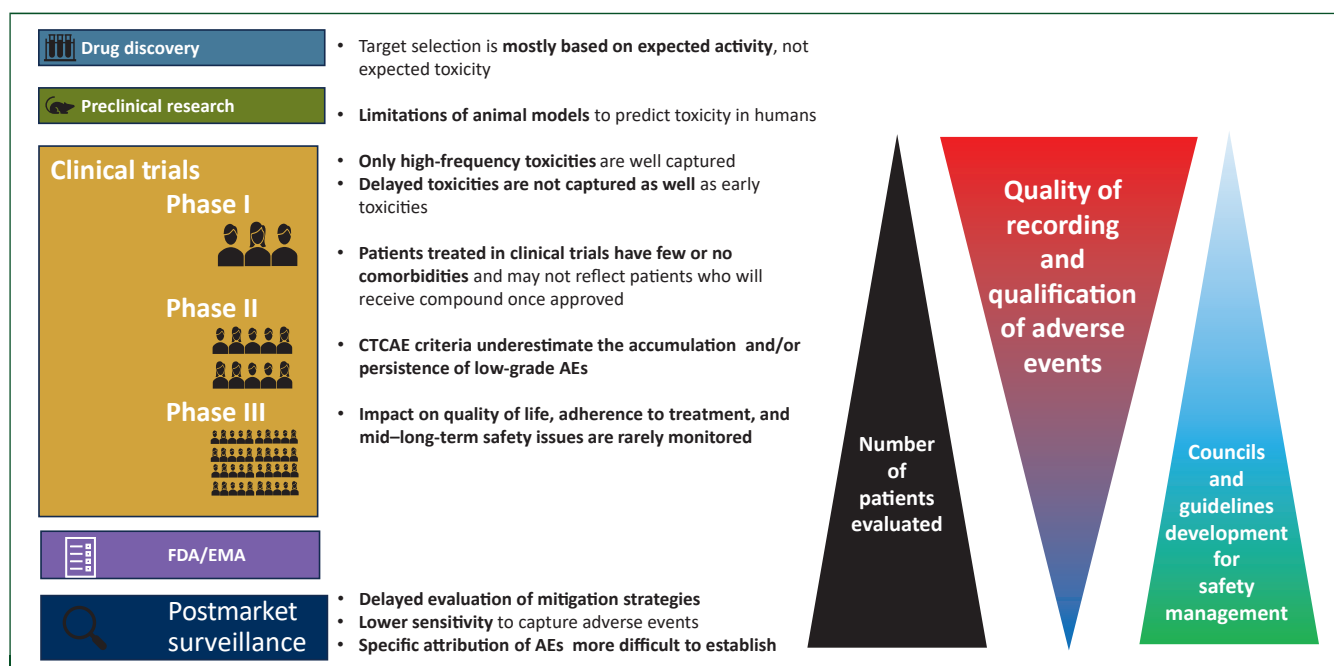 Drug discovery
• Target selection is mostly based on expected activity, not
expected toxicity
Preclinical research
• Limitations of animal models to predict toxicity in humans
Clinical trials
• Only high-frequency toxicities are well captured
• Delayed toxicities are not captured as well as early
toxicities
Phase I
• Patients treated in clinical trials have few or no
comorbidities and may not reflect patients who will
receive compound once approved
Phase II
• CTCAE criteria underestimate the accumulation and/or
persistence of low-grade AEs
Phase III
• Impact on quality of life, adherence to treatment, and
mid–long-term safety issues are rarely monitored
FDA/EMA
Postmarket
surveillance
• Delayed evaluation of mitigation strategies
• Lower sensitivity to capture adverse events
• Specific attribution of AEs more difficult to establish
Number
of
patients
evaluated
Quality of
recording
and
qualification
of adverse
events
Councils
and
guidelines
development
for
safety
management